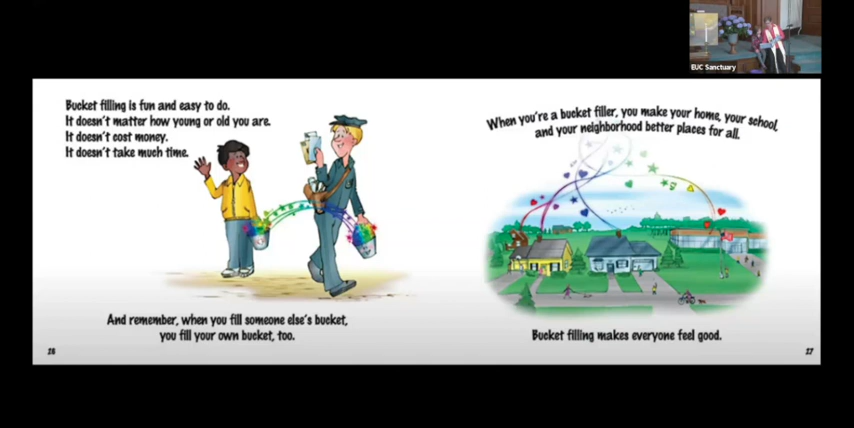 EUC Sanctuary
Bucket filling is fun and easy to do.
It doesn't matter how young or old you are.
It doesn't cost money.
It doesn't take much time.
And remember, when you fill someone else's bucket,
you fill your own bucket, too.
When you're a bucket filler, you make your home, your school,
and your neighborhood better places for all.
Bucket filling makes everyone feel good.
27